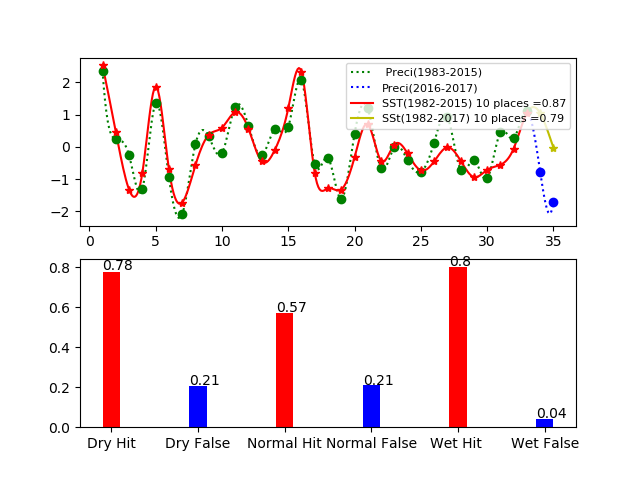 2
1
0
−1
−2
Preci(1983-2015)
Preci(2016-2017)
SST(1982-2015) 10 places =0.87
SSt(1982-2017) 10 places =0.79
0 5 10 15 20 25 30 35
0.8
0.6
0.4
0.2
0.0
0.78 0.21 0.57 0.21 0.8 0.04
Dry Hit Dry False Normal Hit Normal False Wet Hit Wet False